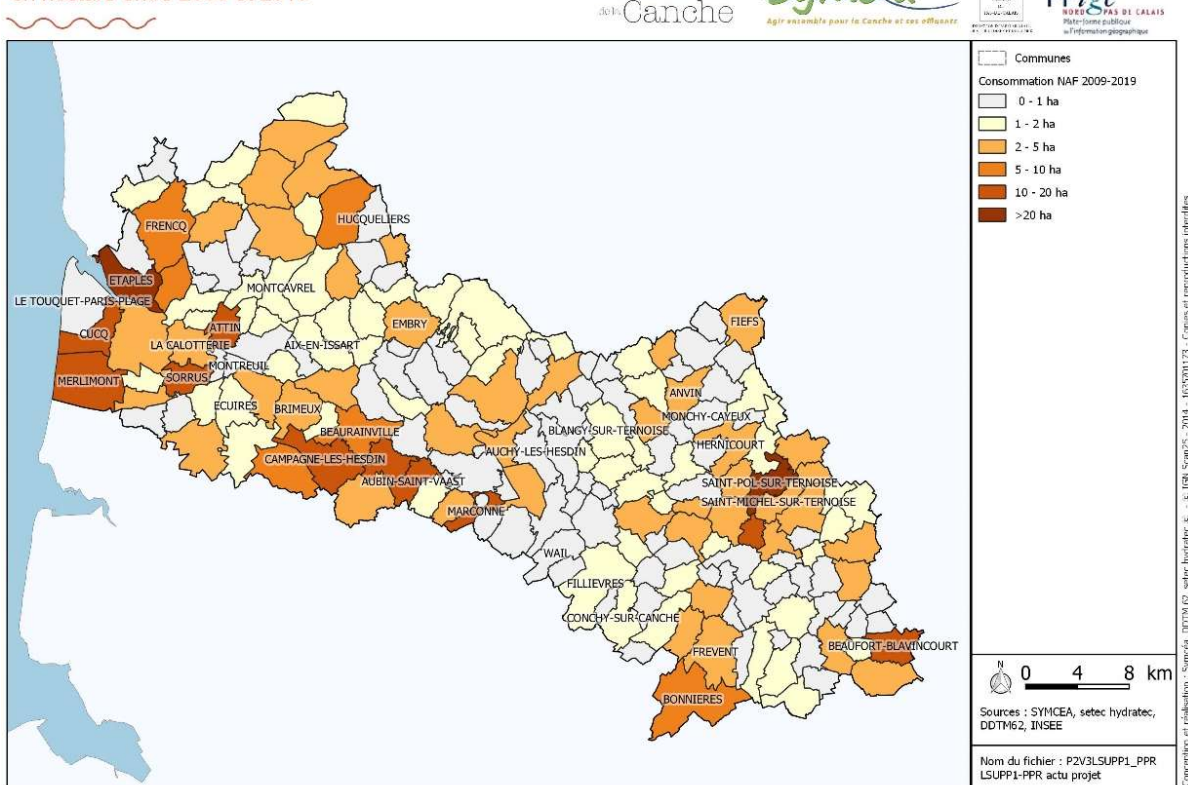 de la Canche
Agir ensemble pour la Canche et ses affluents
NORD PAS DE CALAIS
Plate-forme publique
de l'information géographique
Communes
Consommation NAF 2009-2019
0 - 1 ha
1 - 2 ha
2 - 5 ha
5 - 10 ha
10 - 20 ha
>20 ha
FRENCQ
HUCQUELIERS
ETAPLES
MONTCAVREL
LE TOUQUET-PARIS-PLAGE
FIEFS
EMBRY
ATTIN
CUCQ
LA CALOTTERIE
AIX-EN-ISSART
MONTREUIL
MERLIMONT
SORRUS
ANVIN
ECUIRES
BRIMEUX
MONCHY-CAYEUX
BEAURAINVILLE
BLANGY-SUR-TERNOISE
HERNICOURT
AUCHY-LES-HESDIN
CAMPAGNE-LES-HESDIN
AUBIN-SAINT-VAAST
SAINT-POL-SUR-TERNOISE
SAINT-MICHEL-SUR-TERNOISE
MARCONNE
WAIL
FILLIEVRES
CONCHY-SUR-CANCHE
BEAUFORT-BLAVINCOURT
FREVENT
BONNIERES
N
0 4 8 km
Sources : SYMCEA, setec hydratec,
DDTM62, INSEE
Nom du fichier : P2V3LSUPP1_PPR
LSUPP1-PPR actu projet